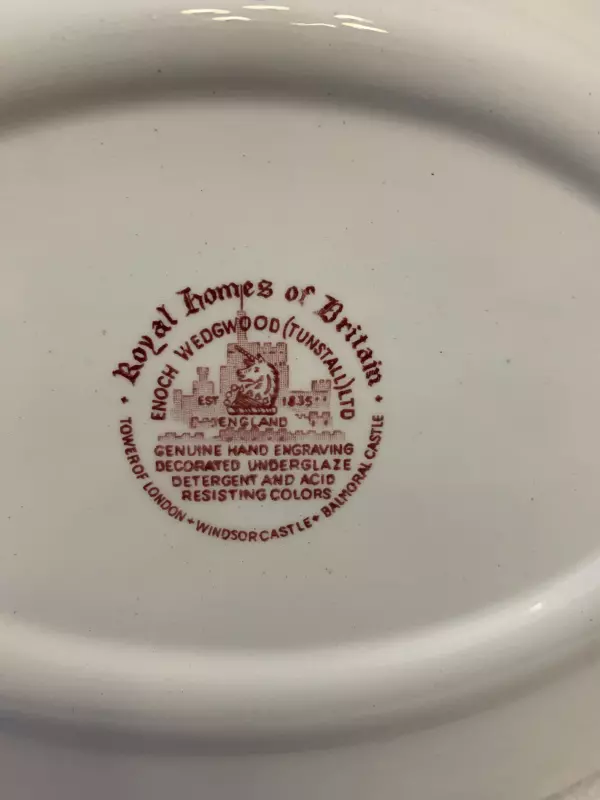 Royal Homes of Britain
ENOCH WEDGWOOD (TUNSTALL) LTD
EST 1835
ENGLAND
GENUINE HAND ENGRAVING
DECORATED UNDERGLAZE
DETERGENT AND ACID
RESISTING COLORS
TOWER OF LONDON + WINDSOR CASTLE + BALMORAL CASTLE